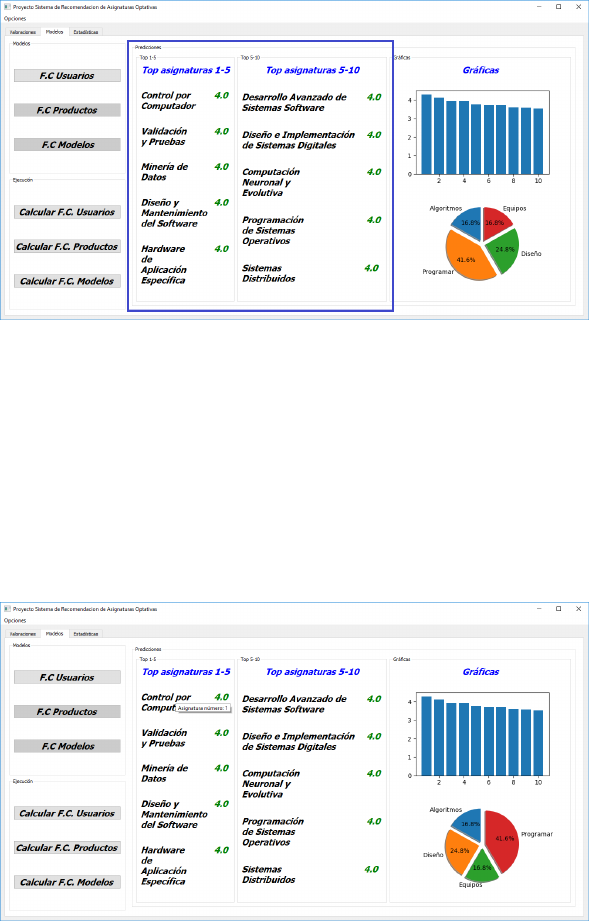 Proyecto Sistema de Recomendacion de Asignaturas Optativas
Opciones
Valoraciones Modelos Estadísticas
Modelos
F.C Usuarios
F.C Productos
F.C Modelos
Ejecución
Calcular F.C. Usuarios
Calcular F.C. Productos
Calcular F.C. Modelos
Predicciones
Top 1-5
Top asignaturas 1-5
Control por 4.0
Computador
Validación 4.0
y Pruebas
Minería de 4.0
Datos
Diseño y 4.0
Mantenimiento
del Software
Hardware 4.0
de
Aplicación
Específica
Top 5-10
Top asignaturas 5-10
Desarrollo Avanzado de 4.0
Sistemas Software
Diseño e Implementación 4.0
de Sistemas Digitales
Computación 4.0
Neuronal y
Evolutiva
Programación 4.0
de Sistemas
Operativos
Sistemas 4.0
Distribuidos
Gráficas
Gráficas
4
3
2
1
0
2 4 6 8 10
Algoritmos Equipos
16.8% 16.8%
24.8% Diseño
41.6%
Programar
Proyecto Sistema de Recomendacion de Asignaturas Optativas
Opciones
Valoraciones Modelos Estadísticas
Modelos
F.C Usuarios
F.C Productos
F.C Modelos
Ejecución
Calcular F.C. Usuarios
Calcular F.C. Productos
Calcular F.C. Modelos
Predicciones
Top 1-5
Top asignaturas 1-5
Control por 4.0
Comput
Asignatura número: 1
Validación 4.0
y Pruebas
Minería de 4.0
Datos
Diseño y 4.0
Mantenimiento
del Software
Hardware 4.0
de
Aplicación
Específica
Top 5-10
Top asignaturas 5-10
Desarrollo Avanzado de 4.0
Sistemas Software
Diseño e Implementación 4.0
de Sistemas Digitales
Computación 4.0
Neuronal y
Evolutiva
Programación 4.0
de Sistemas
Operativos
Sistemas 4.0
Distribuidos
Gráficas
Gráficas
4
3
2
1
0
2 4 6 8 10
Algoritmos
16.8%
41.6% Programar
Diseño 24.8%
16.8%
Equipos